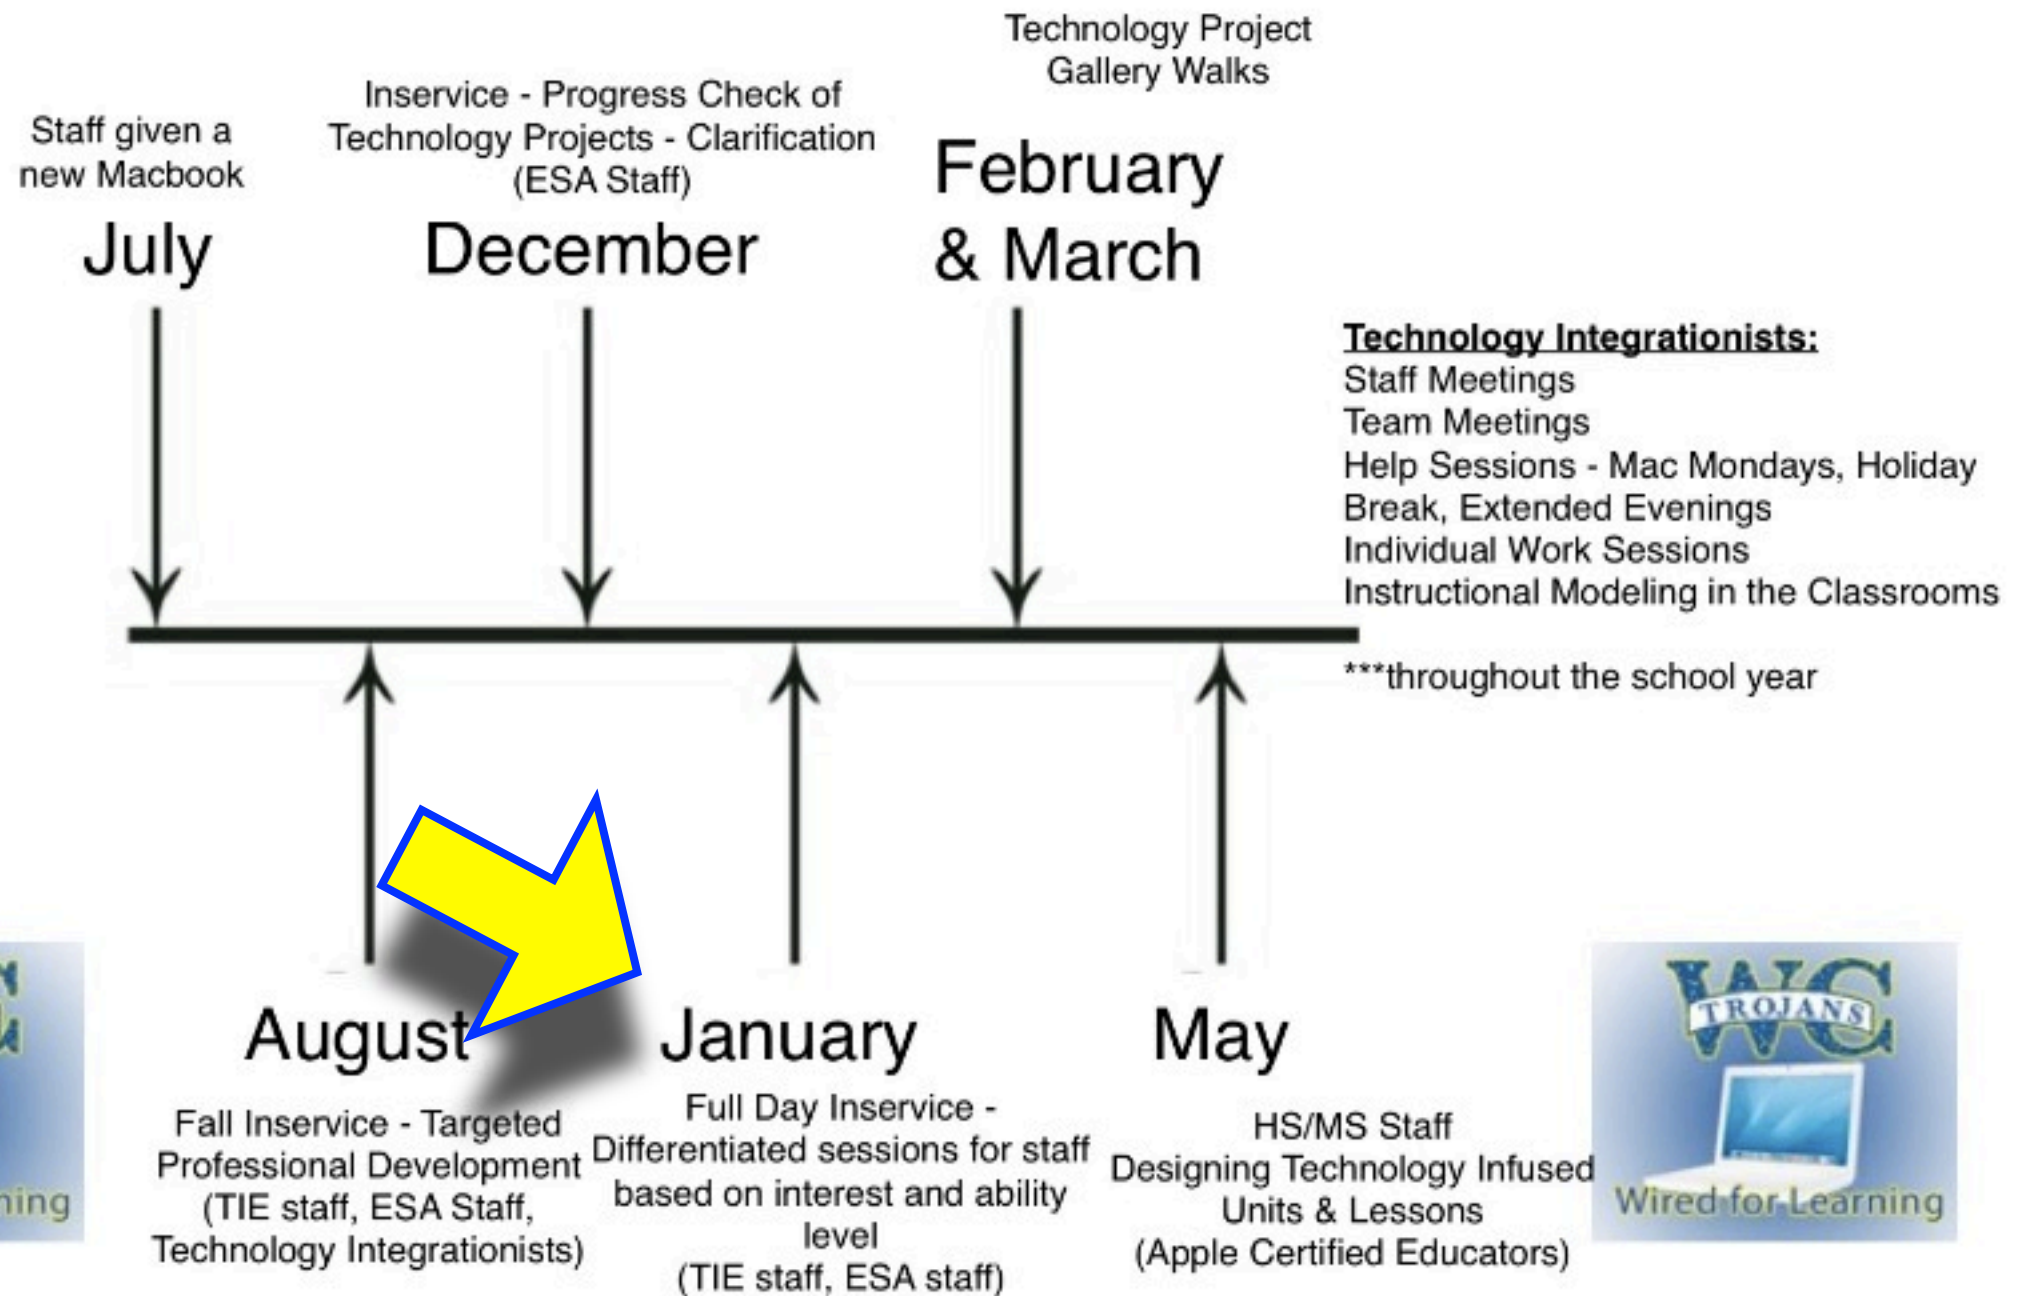 Technology Project
Gallery Walks
Inservice - Progress Check of
Technology Projects - Clarification
(ESA Staff)
Staff given a
new Macbook
February
& March
July
December
Technology Integrationists:
Staff Meetings
Team Meetings
Help Sessions - Mac Mondays, Holiday
Break, Extended Evenings
Individual Work Sessions
Instructional Modeling in the Classrooms
***throughout the school year
August
Fall Inservice - Targeted
Professional Development
(TIE staff, ESA Staff,
Technology Integrationists)
January
Full Day Inservice -
Differentiated sessions for staff
based on interest and ability
level
(TIE staff, ESA staff)
May
HS/MS Staff
Designing Technology Infused
Units & Lessons
(Apple Certified Educators)
WC
TROJANS
Wired for Learning